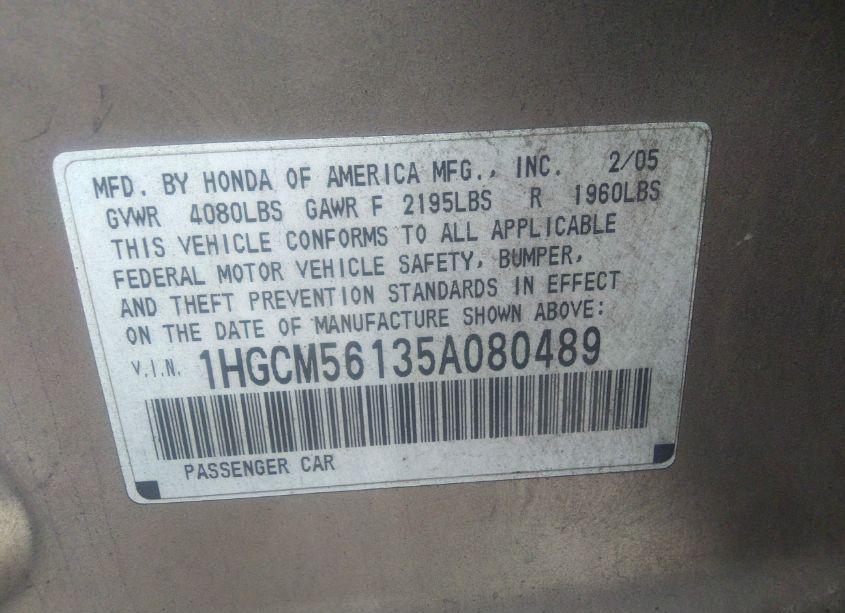 MFD. BY HONDA OF AMERICA MFG., INC. 2/05
GVWR 4080LBS GAWR F 2195LBS R 1960LBS
THIS VEHICLE CONFORMS TO ALL APPLICABLE
FEDERAL MOTOR VEHICLE SAFETY, BUMPER,
AND THEFT PREVENTION STANDARDS IN EFFECT
ON THE DATE OF MANUFACTURE SHOWN ABOVE:
V.I.N. 1HGCM56135A080489
PASSENGER CAR